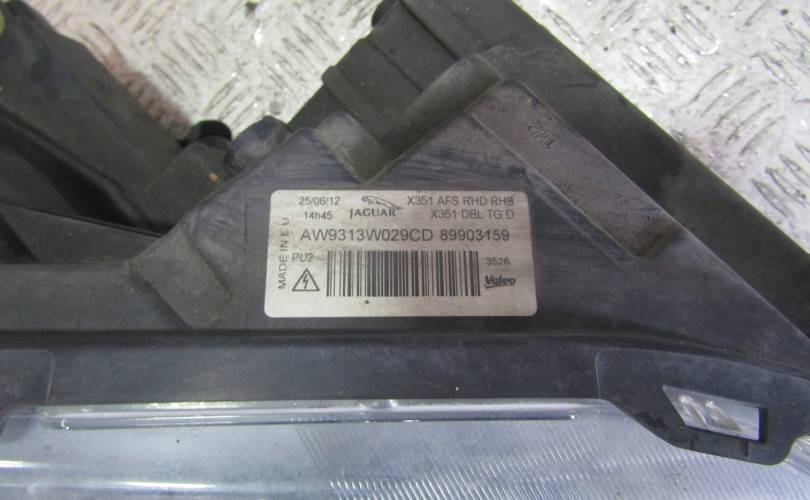 25/06/12 X351 AFS RHD RHS
14h45 JAGUAR X351 DBL TG D
AW9313W029CD 89903159
PU2 3526
Valeo
MADE IN EU